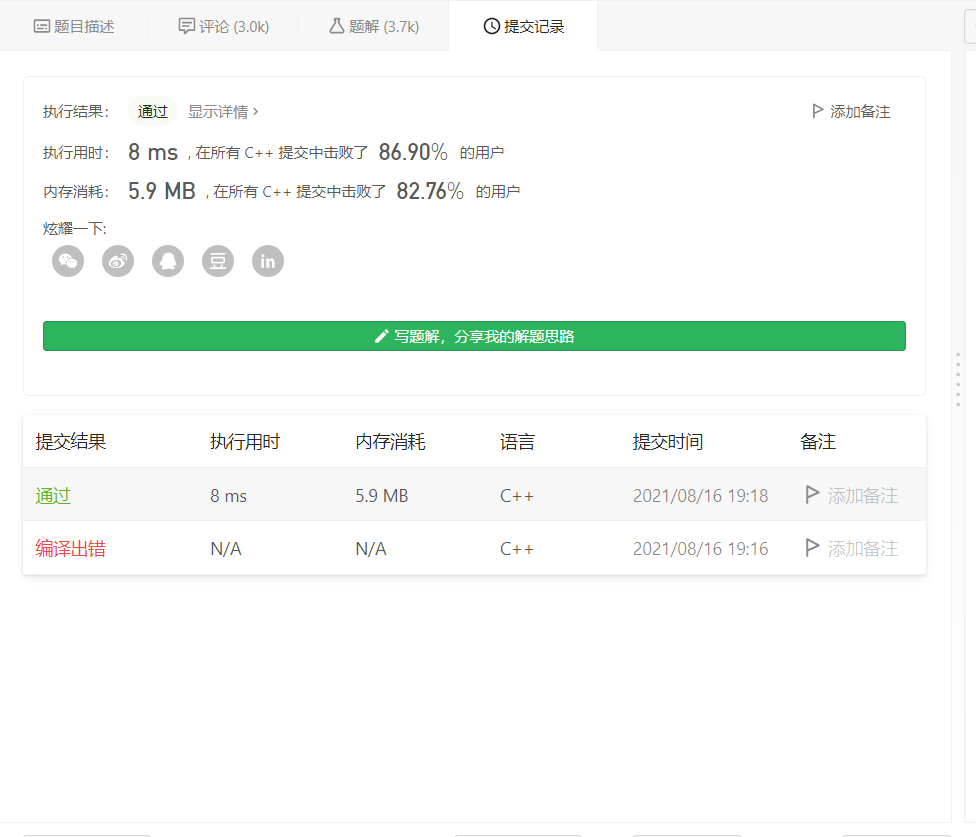 题目描述 评论 (3.0k) 题解 (3.7k) 提交记录
执行结果： 通过 显示详情 › 添加备注
执行用时： 8 ms , 在所有 C++ 提交中击败了 86.90% 的用户
内存消耗： 5.9 MB , 在所有 C++ 提交中击败了 82.76% 的用户
炫耀一下:
写题解，分享我的解题思路
提交结果 执行用时 内存消耗 语言 提交时间 备注
通过 8 ms 5.9 MB C++ 2021/08/16 19:18 添加备注
编译出错 N/A N/A C++ 2021/08/16 19:16 添加备注